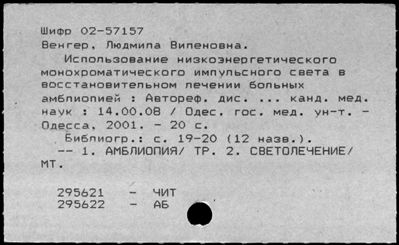 Шифр 02-57157
Венгер, Людмила Виленовна.
Использование низкоэнергетического
монохроматического импульсного света в
восстановительном лечении больных
амблиопией : Автореф. дис. ... канд. мед.
наук : 14.00.08 / Одес. гос. мед. ун-т. -
Одесса, 2001. - 20 с.
Библиогр.: с. 19-20 (12 назв.).
-- 1. АМБЛИОПИЯ/ ТР. 2. СВЕТОЛЕЧЕНИЕ/
МТ.
295621 - ЧИТ
295622 - АБ